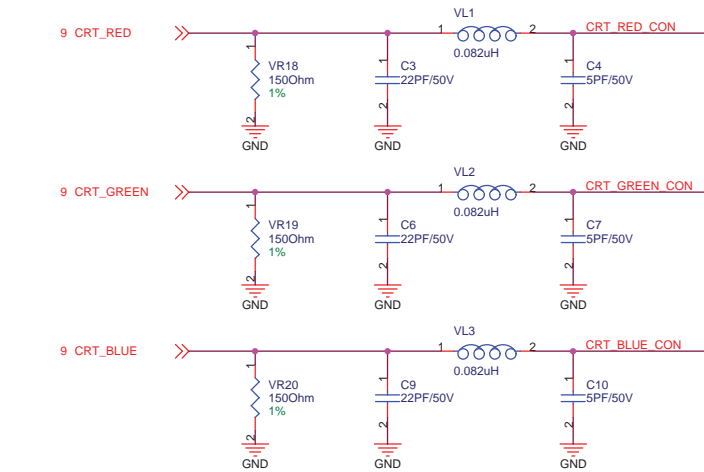 VL1
9 CRT_RED
1
2
CRT_RED_CON
0.082uH
1
1
1
VR18
150Ohm
1%
C3
22PF/50V
C4
5PF/50V
2
2
2
GND
GND
GND
VL2
9 CRT_GREEN
1
2
CRT_GREEN_CON
0.082uH
1
1
1
VR19
150Ohm
1%
C6
22PF/50V
C7
5PF/50V
2
2
2
GND
GND
GND
VL3
9 CRT_BLUE
1
2
CRT_BLUE_CON
0.082uH
1
1
1
VR20
150Ohm
1%
C9
22PF/50V
C10
5PF/50V
2
2
2
GND
GND
GND